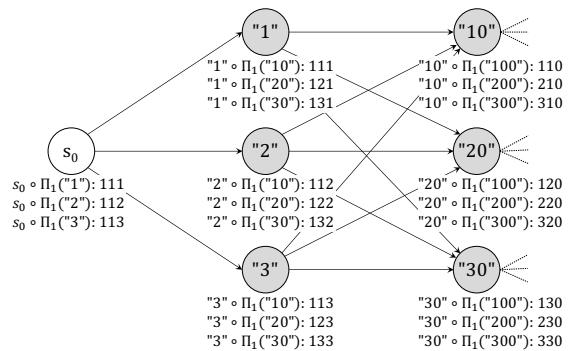 "1"
"1" ∘ Π₁("10"): 111
"1" ∘ Π₁("20"): 121
"1" ∘ Π₁("30"): 131
"10"
"10" ∘ Π₁("100"): 110
"10" ∘ Π₁("200"): 210
"10" ∘ Π₁("300"): 310
s₀
s₀ ∘ Π₁("1"): 111
s₀ ∘ Π₁("2"): 112
s₀ ∘ Π₁("3"): 113
"2"
"2" ∘ Π₁("10"): 112
"2" ∘ Π₁("20"): 122
"2" ∘ Π₁("30"): 132
"20"
"20" ∘ Π₁("100"): 120
"20" ∘ Π₁("200"): 220
"20" ∘ Π₁("300"): 320
"3"
"3" ∘ Π₁("10"): 113
"3" ∘ Π₁("20"): 123
"3" ∘ Π₁("30"): 133
"30"
"30" ∘ Π₁("100"): 130
"30" ∘ Π₁("200"): 230
"30" ∘ Π₁("300"): 330